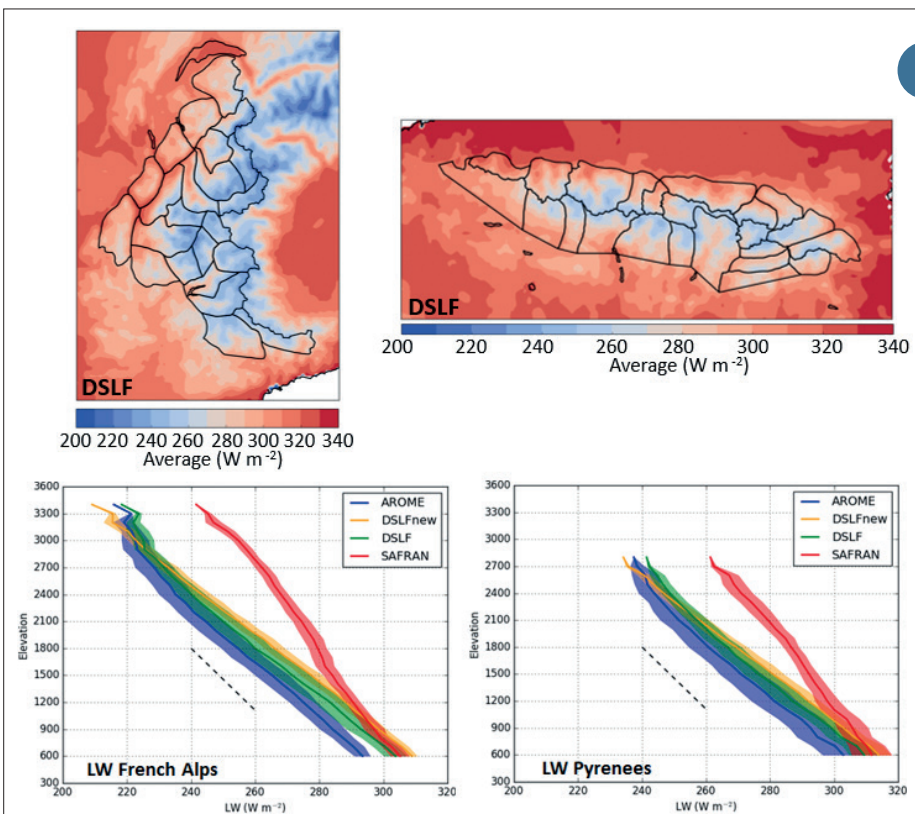 DSLF
200 220 240 260 280 300 320 340
Average (W m⁻²)
DSLF
200 220 240 260 280 300 320 340
Average (W m⁻²)
3600
3300
3000
2700
2400
2100
1800
1500
1200
900
600
300
Elevation
AROME
DSLFnew
DSLF
SAFRAN
LW French Alps
200 220 240 260 280 300 320
LW (W m⁻²)
3600
3300
3000
2700
2400
2100
1800
1500
1200
900
600
300
Elevation
AROME
DSLFnew
DSLF
SAFRAN
LW Pyrenees
200 220 240 260 280 300 320
LW (W m⁻²)